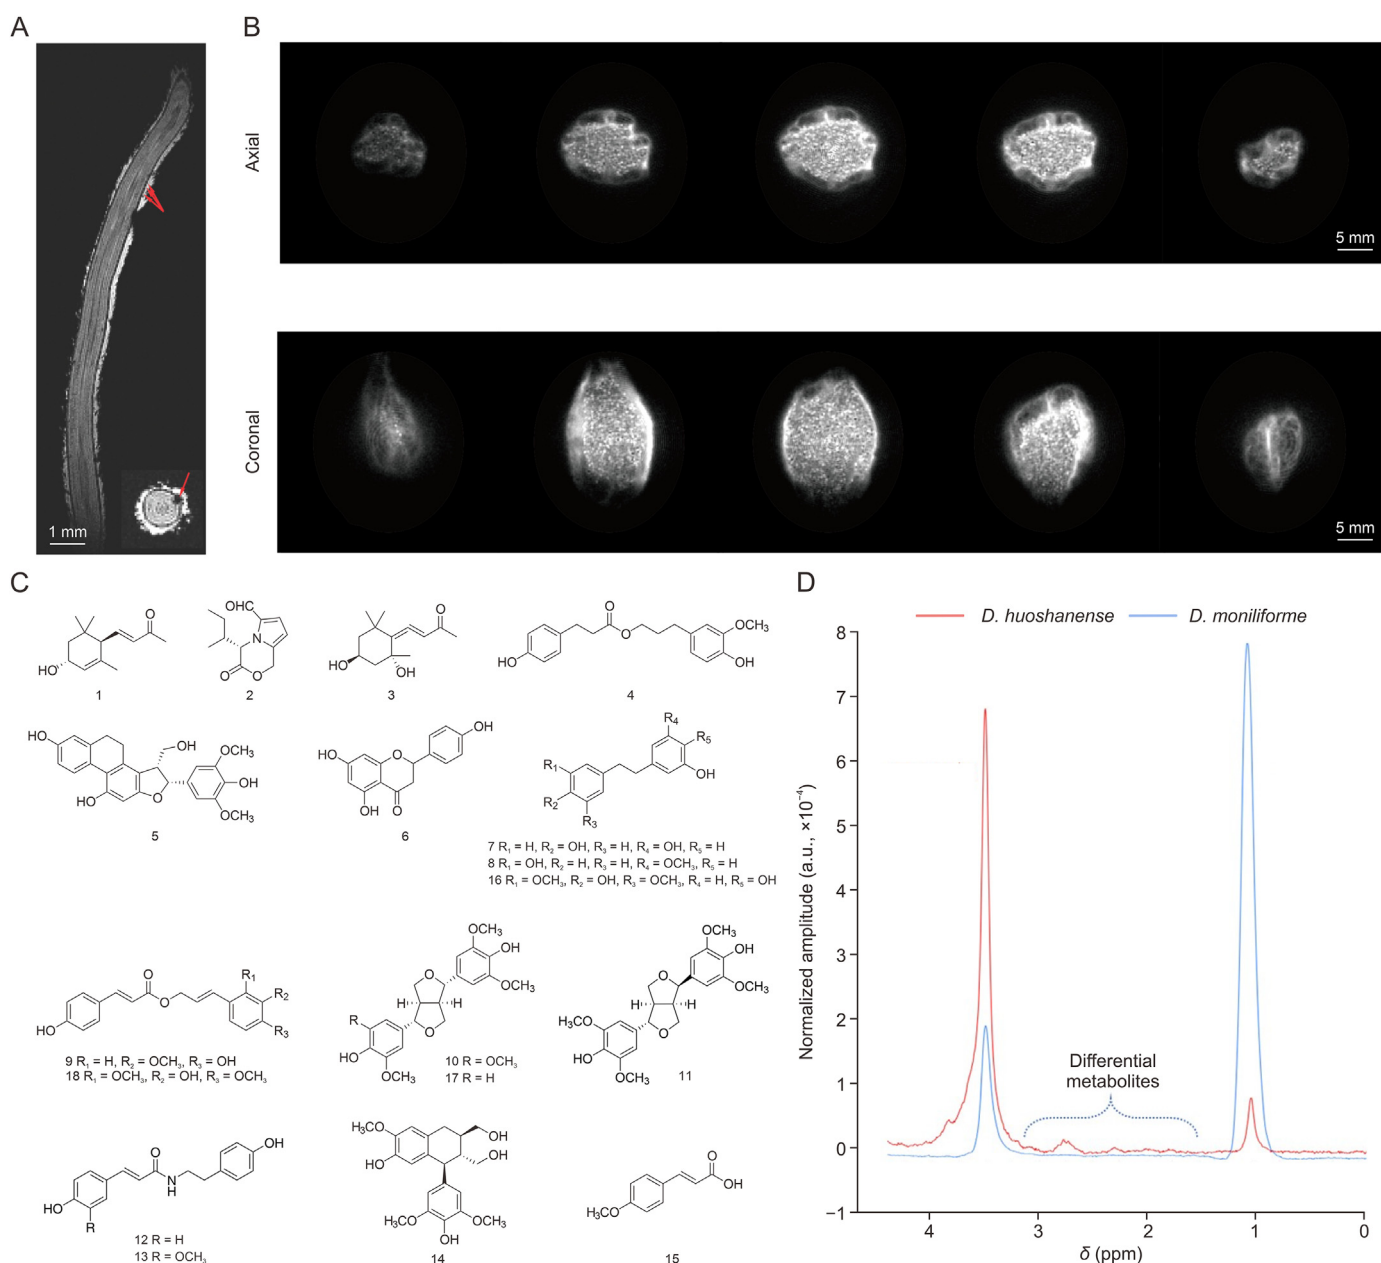 A
B
1 mm
Axial
5 mm
Coronal
5 mm
C
OHC
O
N
O
O
HO
1
2
O
HO
OH
3
O
O
HO
OCH₃
OH
4
HO
OH
OCH₃
OH
OCH₃
O
HO
5
OH
HO
O
OH
O
6
R₄
R₅
R₁
OH
R₂
R₃
7 R₁ = H, R₂ = OH, R₃ = H, R₄ = OH, R₅ = H
8 R₁ = OH, R₂ = H, R₃ = H, R₄ = OCH₃, R₅ = H
16 R₁ = OCH₃, R₂ = OH, R₃ = OCH₃, R₄ = H, R₅ = OH
O
O
R₁
R₂
R₃
HO
9 R₁ = H, R₂ = OCH₃, R₃ = OH
18 R₁ = OCH₃, R₂ = OH, R₃ = OCH₃
OCH₃
OH
OCH₃
O
H
H
R
O
HO
OCH₃
10 R = OCH₃
17 R = H
OCH₃
OH
OCH₃
O
H
H
H₃CO
O
HO
OCH₃
11
OH
O
N
H
HO
R
12 R = H
13 R = OCH₃
H₃CO
HO
OH
OH
H₃CO
OCH₃
OH
14
O
OH
H₃CO
15
D
D. huoshanense
D. moniliforme
Normalized amplitude (a.u., ×10⁻⁴)
8
7
6
5
4
3
2
1
0
−1
Differential
metabolites
4
3
2
1
0
δ (ppm)